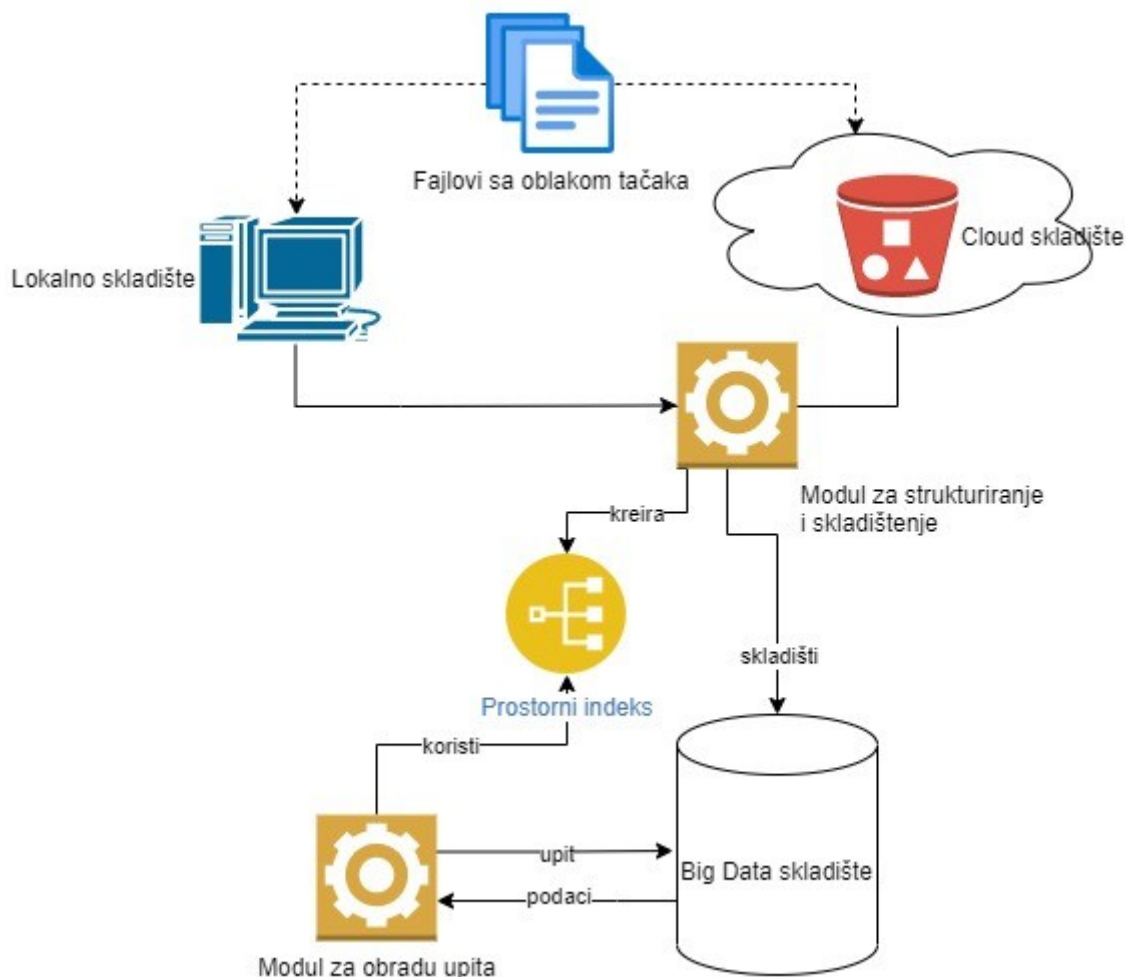 Fajlovi sa oblakom tačaka
Lokalno skladište
Cloud skladište
Modul za strukturiranje
i skladištenje
kreira
skladišti
Prostorni indeks
koristi
upit
podaci
Big Data skladište
Modul za obradu upita